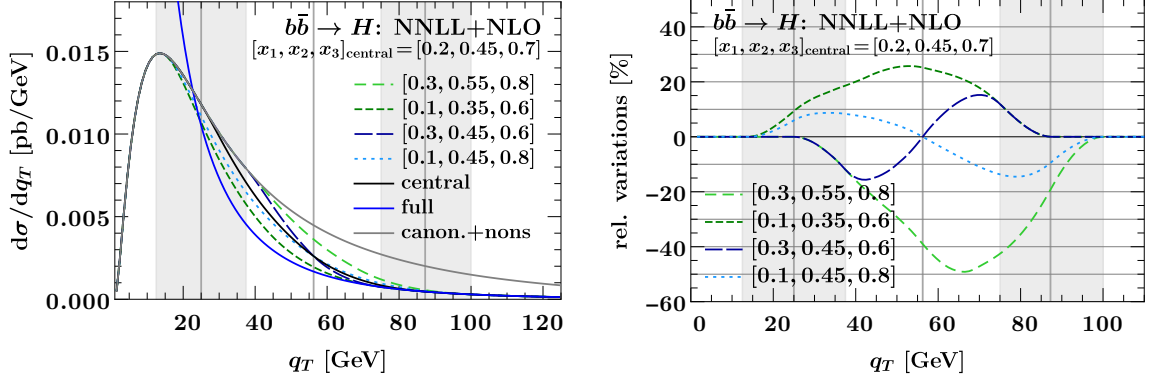 bb̄ → H: NNLL+NLO
[x₁, x₂, x₃]central = [0.2, 0.45, 0.7]
[0.3, 0.55, 0.8]
[0.1, 0.35, 0.6]
[0.3, 0.45, 0.6]
[0.1, 0.45, 0.8]
central
full
canon.+nons
dσ/dq_T [pb/GeV]
0.015
0.010
0.005
0.000
20 40 60 80 100 120
q_T [GeV]
bb̄ → H: NNLL+NLO
[x₁, x₂, x₃]central = [0.2, 0.45, 0.7]
rel. variations [%]
40
20
0
−20
−40
−60
[0.3, 0.55, 0.8]
[0.1, 0.35, 0.6]
[0.3, 0.45, 0.6]
[0.1, 0.45, 0.8]
0 20 40 60 80 100
q_T [GeV]